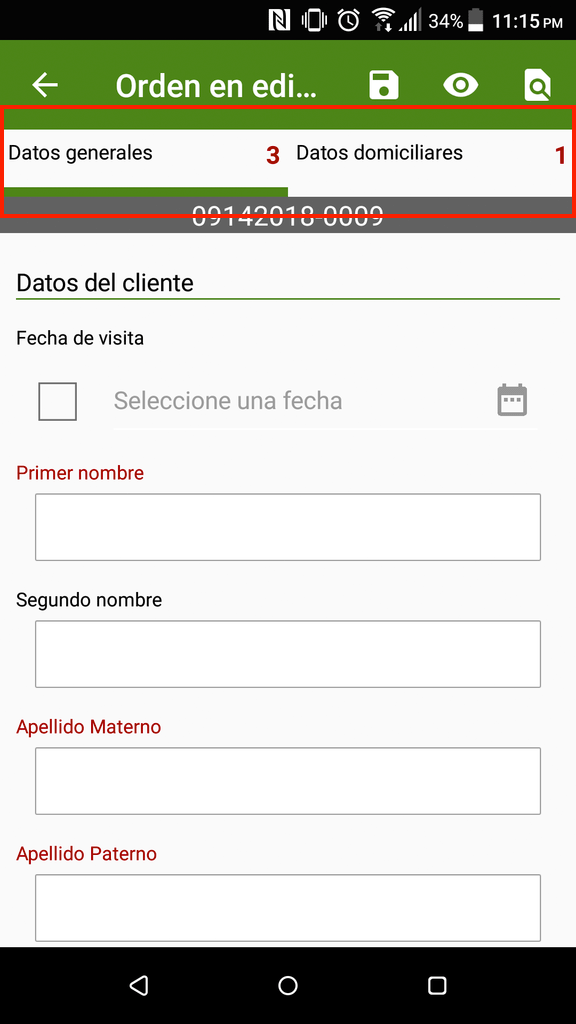 34% 11:15 PM
Orden en edi...
Datos generales 3 Datos domiciliares 1
09142018-0009
Datos del cliente
Fecha de visita
Seleccione una fecha
Primer nombre
Segundo nombre
Apellido Materno
Apellido Paterno